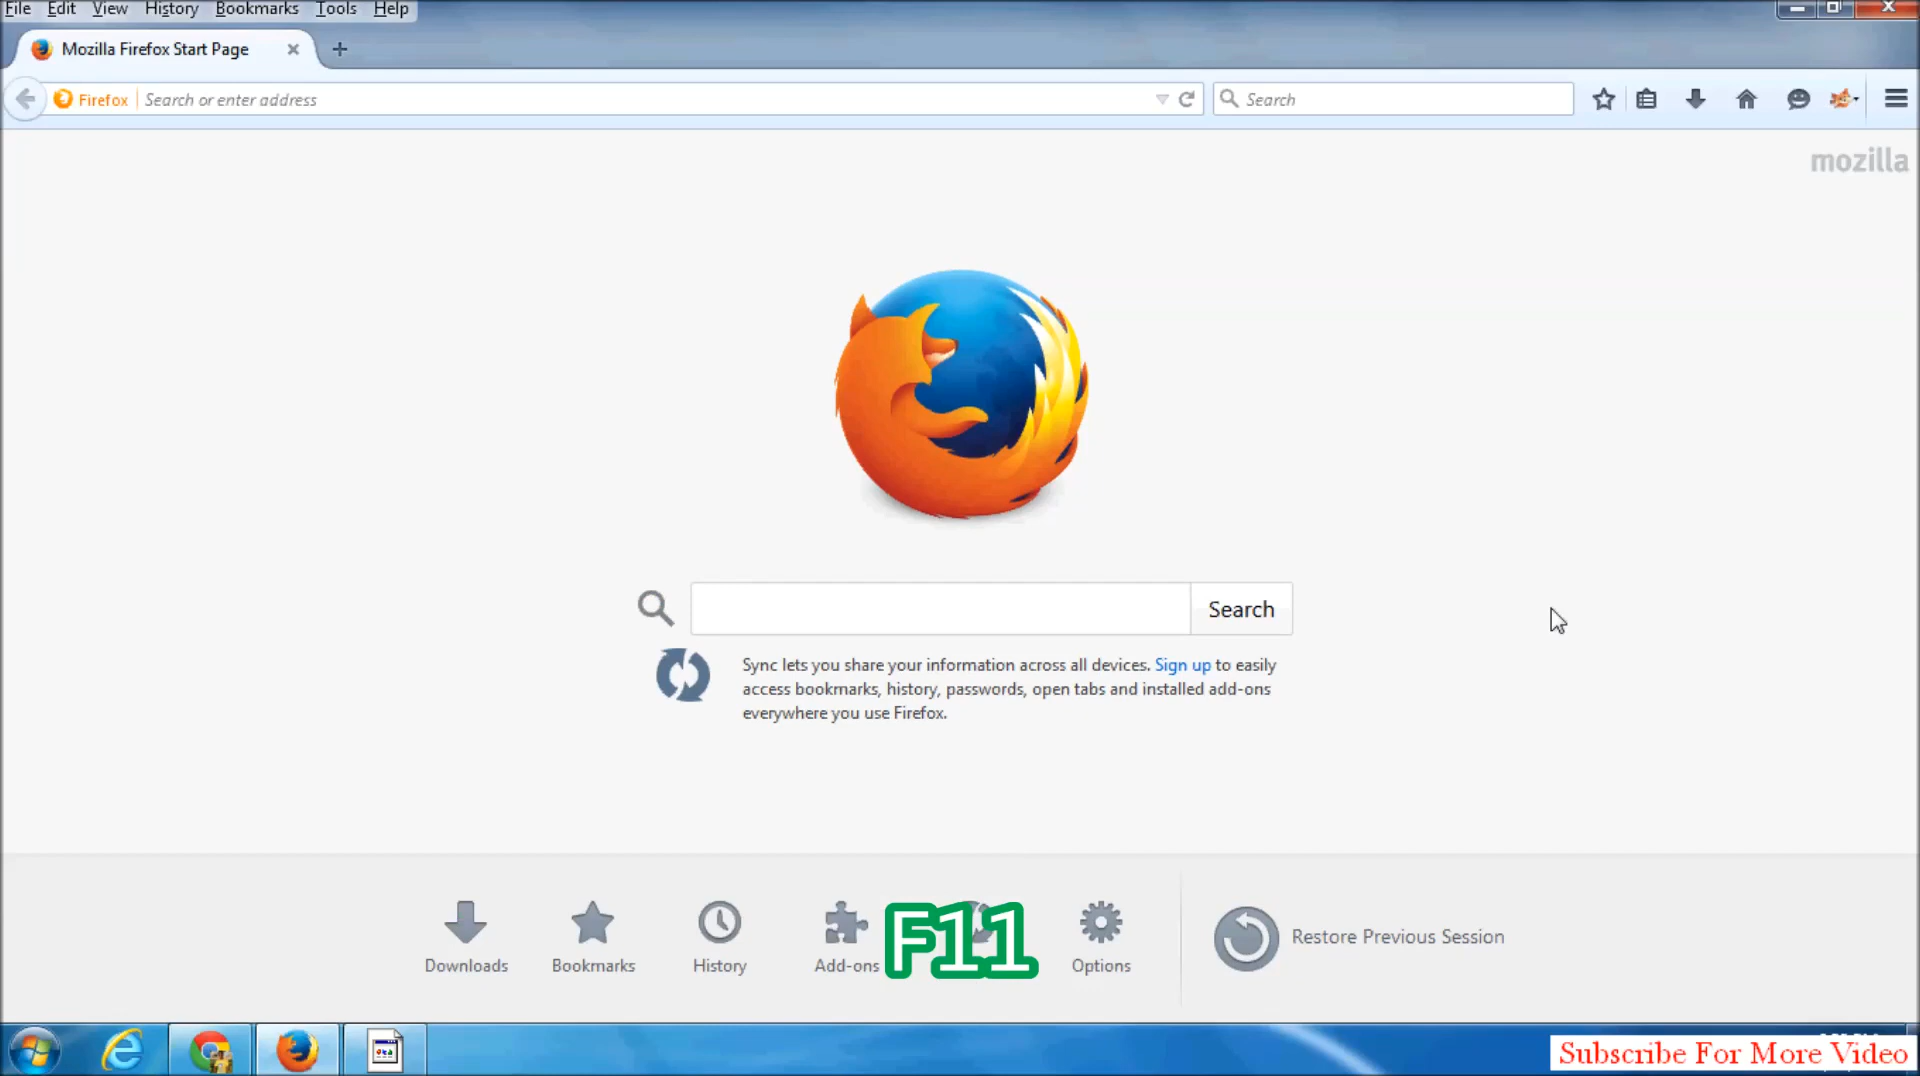 File Edit View History Bookmarks Tools Help
Mozilla Firefox Start Page
Firefox Search or enter address Search
mozilla
Search
Sync lets you share your information across all devices. Sign up to easily
access bookmarks, history, passwords, open tabs and installed add-ons
everywhere you use Firefox.
Downloads Bookmarks History Add-ons F11 Options Restore Previous Session
Subscribe For More Video